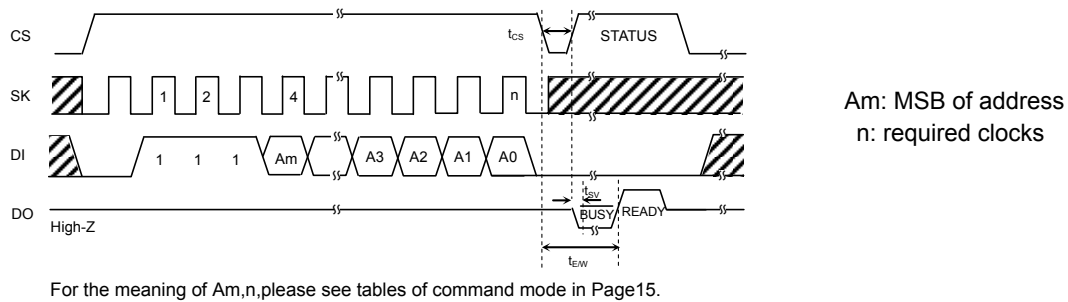 CS
tCS
STATUS
SK
1 2 4 n
Am: MSB of address
n: required clocks
DI
1 1 1 Am A3 A2 A1 A0
tSV
DO
BUSY READY
High-Z
tE/W
For the meaning of Am,n,please see tables of command mode in Page15.